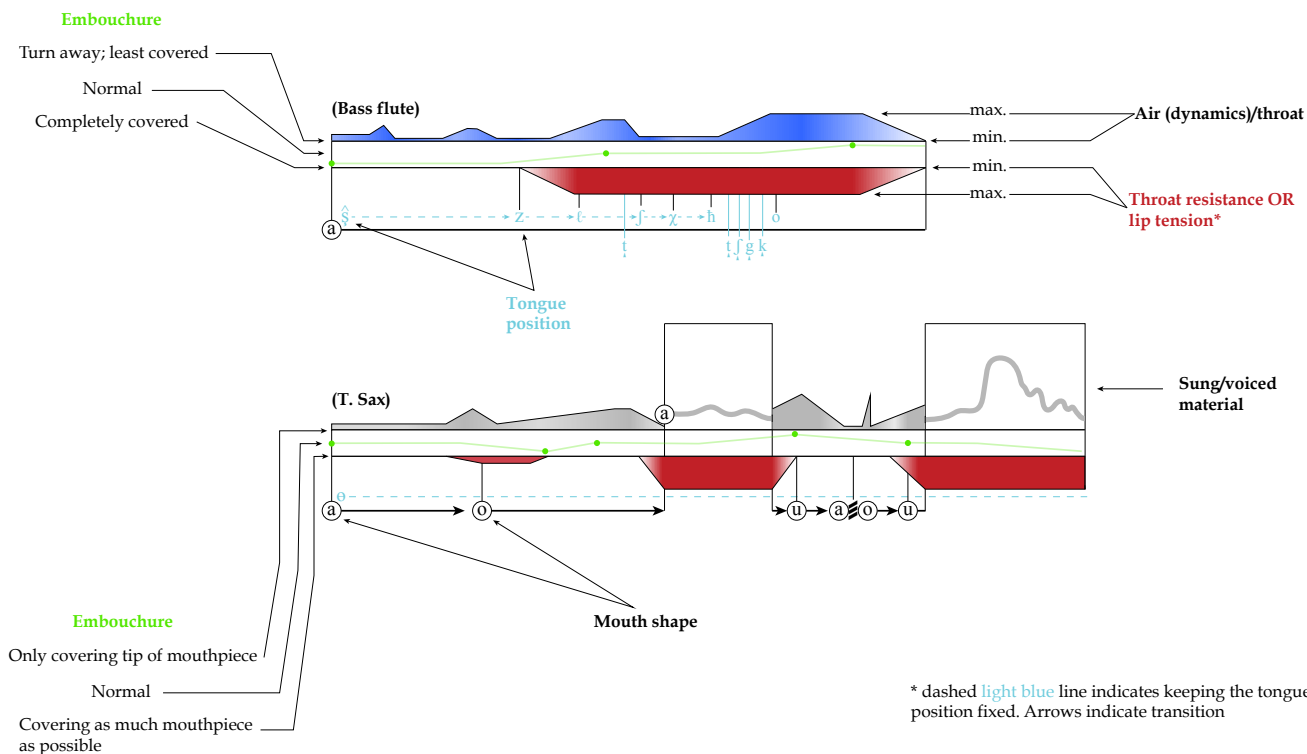 Embouchure
Turn away; least covered
Normal
Completely covered
(Bass flute)
max.
min.
Air (dynamics)/throat
min.
max.
Throat resistance OR
lip tension*
z ʃ χ ħ o
a
t t ʃ g k
Tongue
position
(T. Sax)
a
Sung/voiced
material
ɵ
a o u a o u
Mouth shape
Embouchure
Only covering tip of mouthpiece
Normal
Covering as much mouthpiece
as possible
* dashed light blue line indicates keeping the tongue
position fixed. Arrows indicate transition